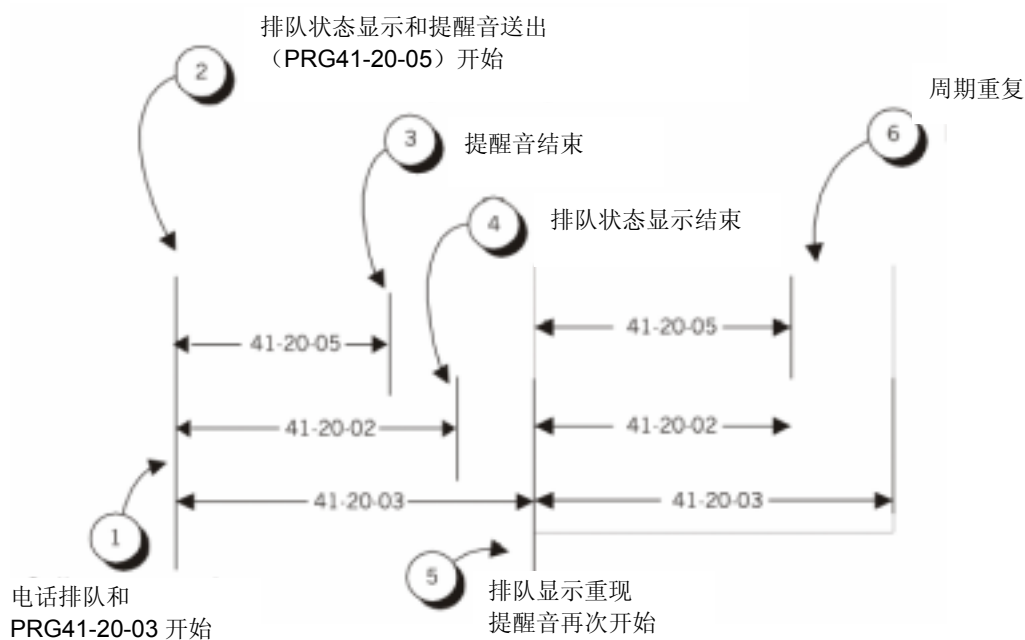 排队状态显示和提醒音送出
（PRG41-20-05）开始
2
周期重复
6
3
提醒音结束
4
排队状态显示结束
41-20-05
41-20-05
41-20-02
41-20-02
41-20-03
41-20-03
1
5
电话排队和
PRG41-20-03 开始
排队显示重现
提醒音再次开始